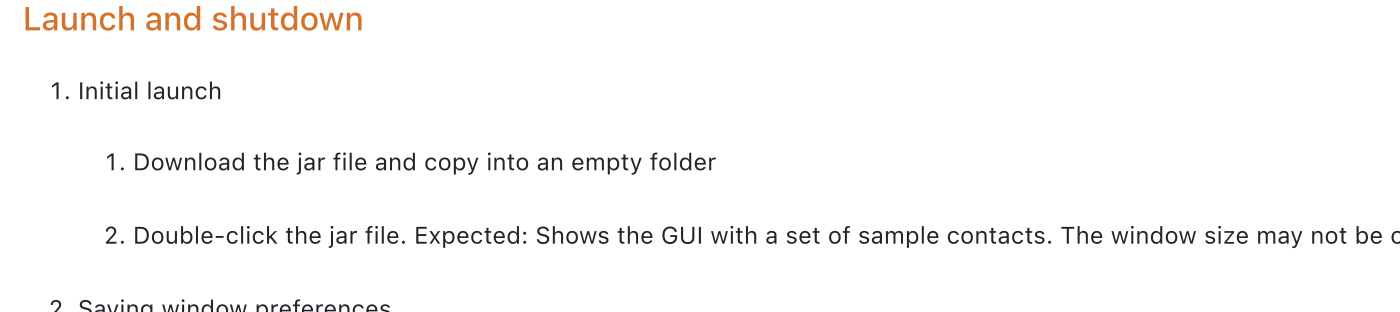 Launch and shutdown
1. Initial launch
1. Download the jar file and copy into an empty folder
2. Double-click the jar file. Expected: Shows the GUI with a set of sample contacts. The window size may not be
2. Saving window preferences